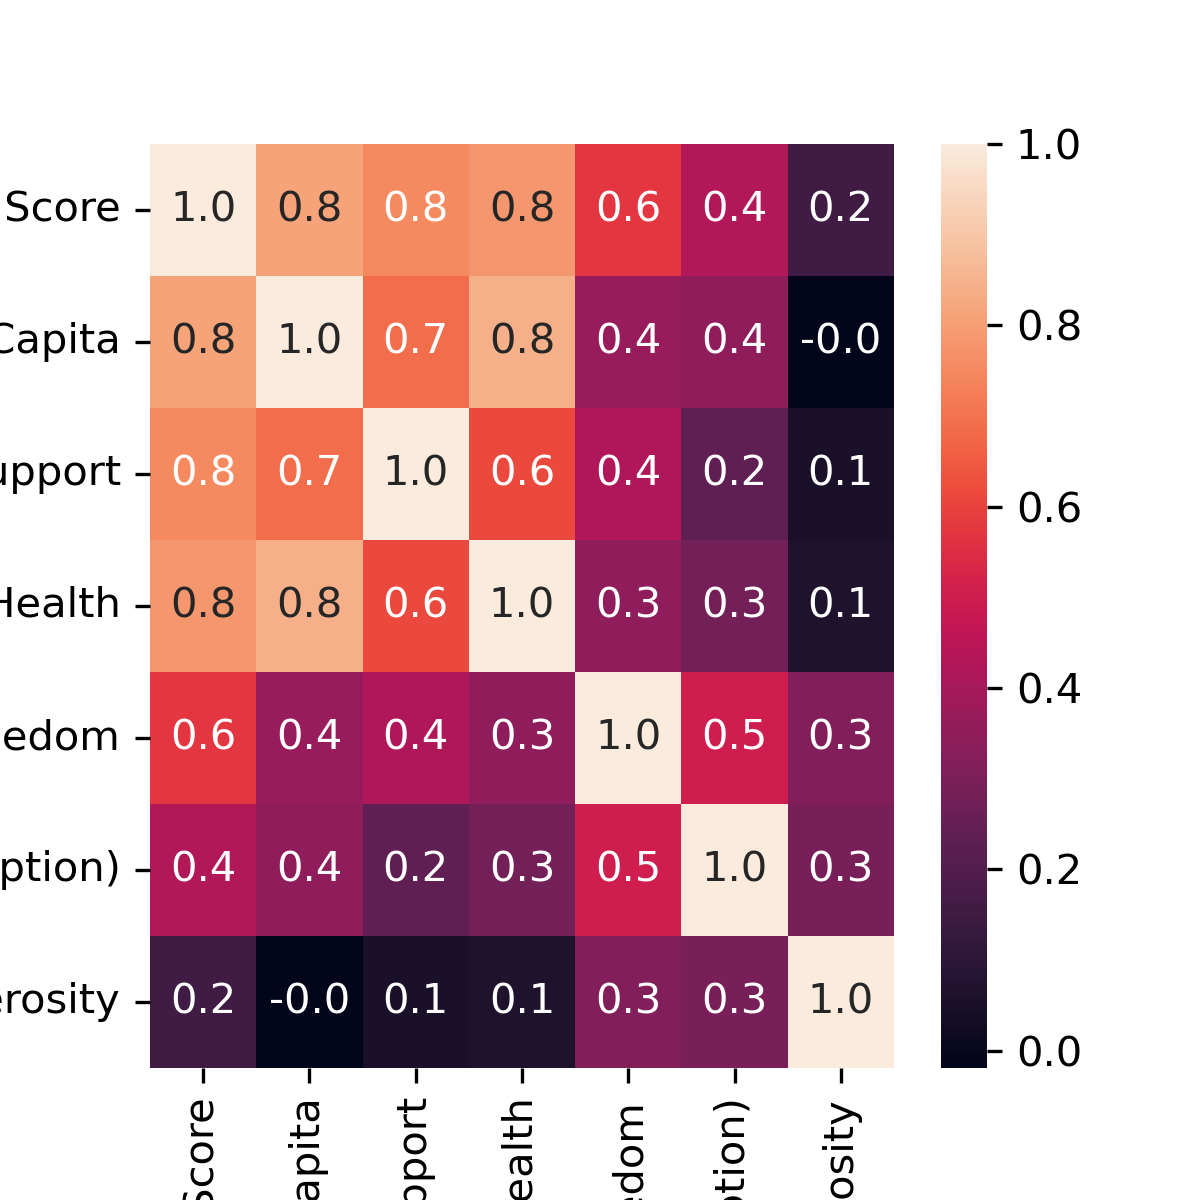 1.0
Score 1.0 0.8 0.8 0.8 0.6 0.4 0.2
Capita 0.8 1.0 0.7 0.8 0.4 0.4 -0.0 0.8
upport 0.8 0.7 1.0 0.6 0.4 0.2 0.1
0.6
Health 0.8 0.8 0.6 1.0 0.3 0.3 0.1
0.4
edom 0.6 0.4 0.4 0.3 1.0 0.5 0.3
ption) 0.4 0.4 0.2 0.3 0.5 1.0 0.3 0.2
erosity 0.2 -0.0 0.1 0.1 0.3 0.3 1.0
0.0
Score
apita
pport
ealth
edom
ption)
osity